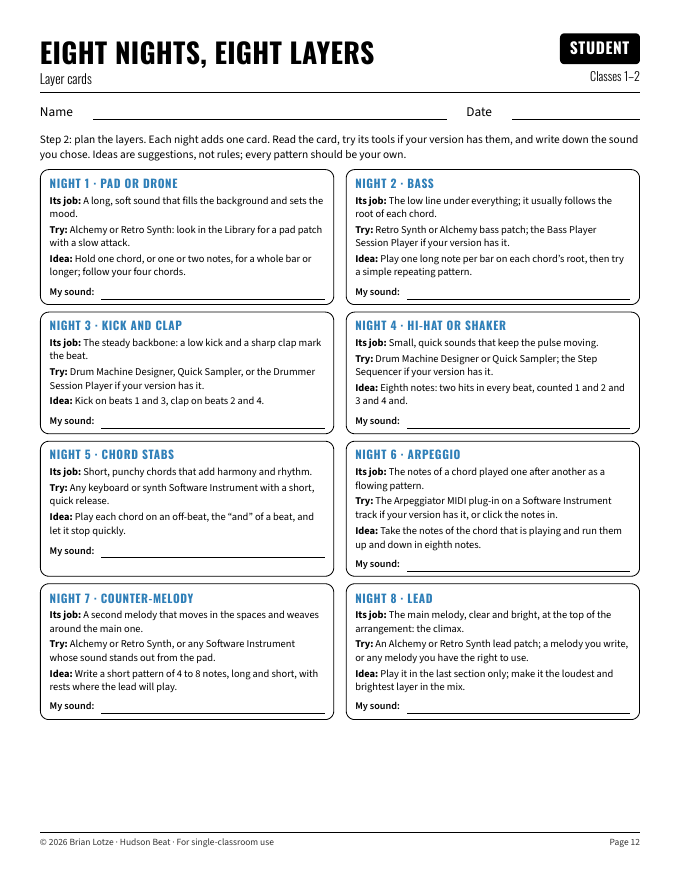 EIGHT NIGHTS, EIGHT LAYERS
STUDENT
Layer cards
Classes 1–2
Name
Date
Step 2: plan the layers. Each night adds one card. Read the card, try its tools if your version has them, and write down the sound
you chose. Ideas are suggestions, not rules; every pattern should be your own.
NIGHT 1 · PAD OR DRONE
Its job: A long, soft sound that fills the background and sets the
mood.
Try: Alchemy or Retro Synth: look in the Library for a pad patch
with a slow attack.
Idea: Hold one chord, or one or two notes, for a whole bar or
longer; follow your four chords.
My sound:
NIGHT 2 · BASS
Its job: The low line under everything; it usually follows the
root of each chord.
Try: Retro Synth or Alchemy bass patch; the Bass Player
Session Player if your version has it.
Idea: Play one long note per bar on each chord’s root, then try
a simple repeating pattern.
My sound:
NIGHT 3 · KICK AND CLAP
Its job: The steady backbone: a low kick and a sharp clap mark
the beat.
Try: Drum Machine Designer, Quick Sampler, or the Drummer
Session Player if your version has it.
Idea: Kick on beats 1 and 3, clap on beats 2 and 4.
My sound:
NIGHT 4 · HI-HAT OR SHAKER
Its job: Small, quick sounds that keep the pulse moving.
Try: Drum Machine Designer or Quick Sampler; the Step
Sequencer if your version has it.
Idea: Eighth notes: two hits in every beat, counted 1 and 2 and
3 and 4 and.
My sound:
NIGHT 5 · CHORD STABS
Its job: Short, punchy chords that add harmony and rhythm.
Try: Any keyboard or synth Software Instrument with a short,
quick release.
Idea: Play each chord on an off-beat, the “and” of a beat, and
let it stop quickly.
My sound:
NIGHT 6 · ARPEGGIO
Its job: The notes of a chord played one after another as a
flowing pattern.
Try: The Arpeggiator MIDI plug-in on a Software Instrument
track if your version has it, or click the notes in.
Idea: Take the notes of the chord that is playing and run them
up and down in eighth notes.
My sound:
NIGHT 7 · COUNTER-MELODY
Its job: A second melody that moves in the spaces and weaves
around the main one.
Try: Alchemy or Retro Synth, or any Software Instrument
whose sound stands out from the pad.
Idea: Write a short pattern of 4 to 8 notes, long and short, with
rests where the lead will play.
My sound:
NIGHT 8 · LEAD
Its job: The main melody, clear and bright, at the top of the
arrangement: the climax.
Try: An Alchemy or Retro Synth lead patch; a melody you write,
or any melody you have the right to use.
Idea: Play it in the last section only; make it the loudest and
brightest layer in the mix.
My sound:
© 2026 Brian Lotze · Hudson Beat · For single-classroom use
Page 12